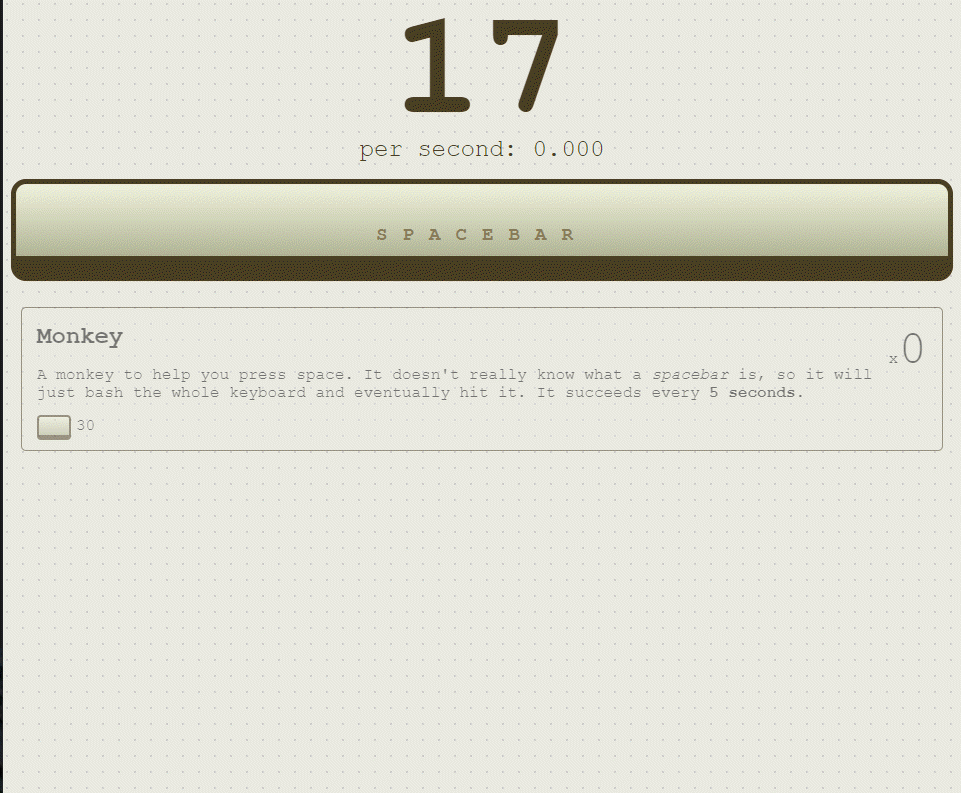 17
per second: 0.000
SPACEBAR
Monkey
x0
A monkey to help you press space. It doesn't really know what a spacebar is, so it will
just bash the whole keyboard and eventually hit it. It succeeds every 5 seconds.
30